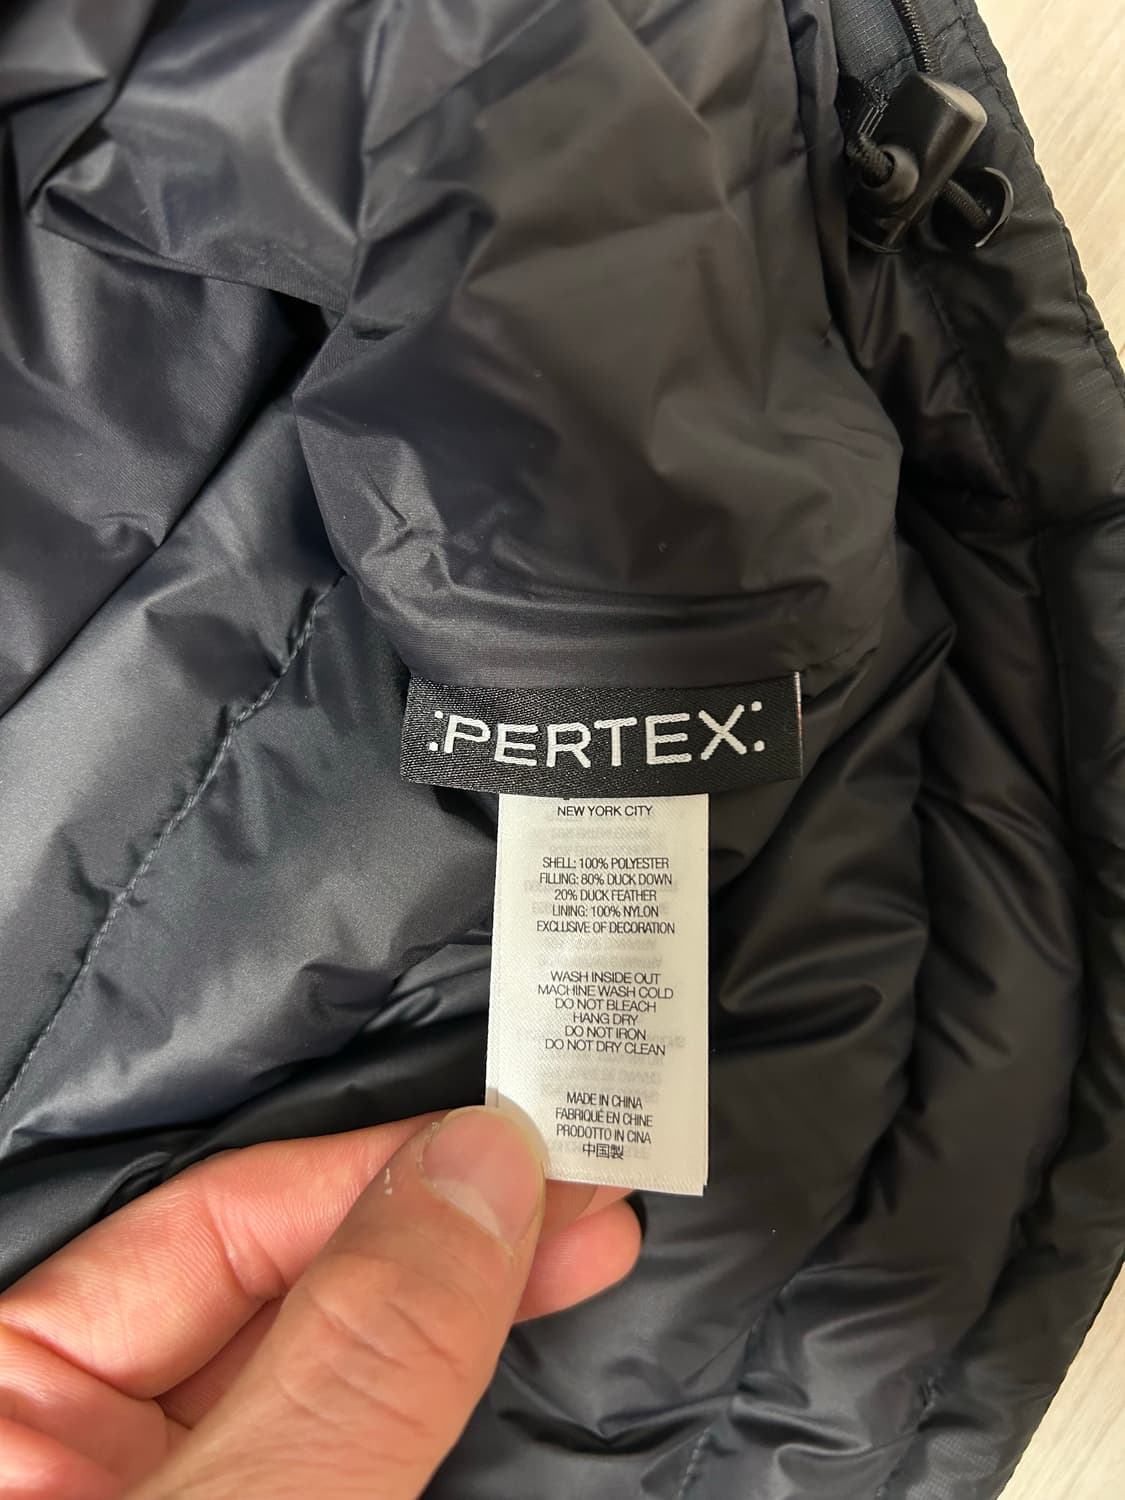 PERTEX
NEW YORK CITY
SHELL: 100% POLYESTER
FILLING: 80% DUCK DOWN
20% DUCK FEATHER
LINING: 100% NYLON
EXCLUSIVE OF DECORATION
WASH INSIDE OUT
MACHINE WASH COLD
DO NOT BLEACH
HANG DRY
DO NOT IRON
DO NOT DRY CLEAN
MADE IN CHINA
FABRIQUÉ EN CHINE
PRODOTTO IN CINA
中国製